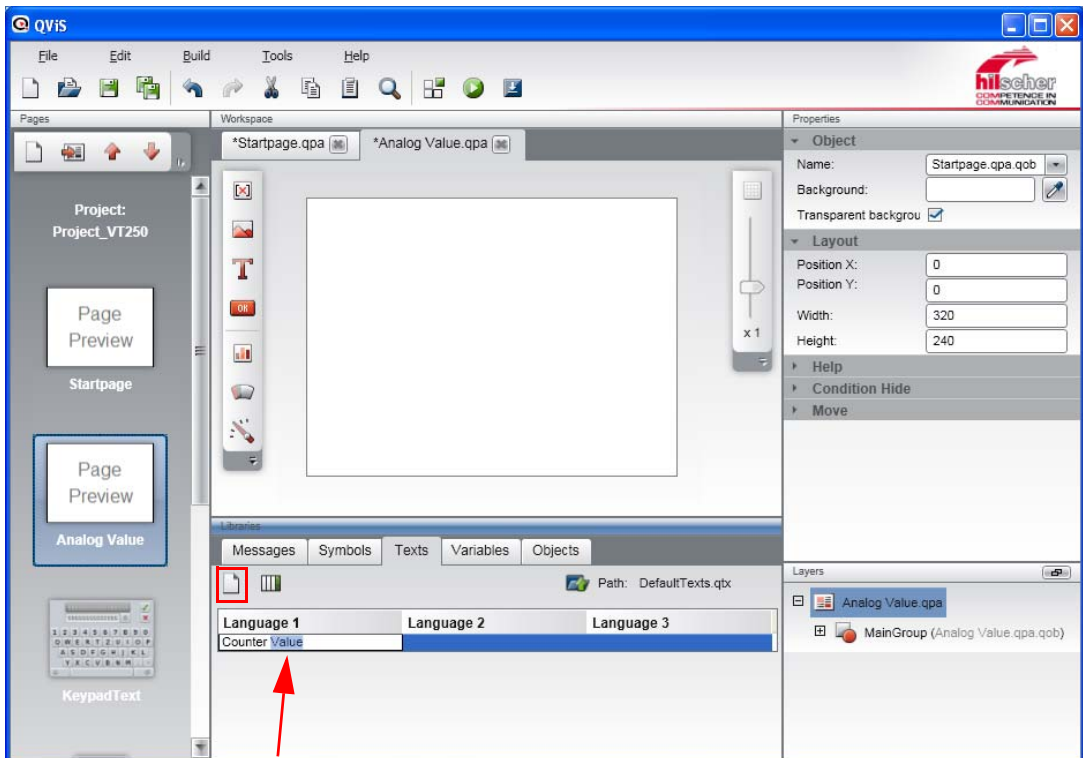 QViS
File Edit Build Tools Help
hilscher
COMPETENCE IN
COMMUNICATION
Pages
Project:
Project_VT250
Page
Preview
Startpage
Page
Preview
Analog Value
KeypadText
Workspace
*Startpage.qpa
*Analog Value.qpa
T
OK
x 1
Libraries
Messages Symbols Texts Variables Objects
Path: DefaultTexts.qtx
Language 1 Language 2 Language 3
Counter Value
Properties
Object
Name: Startpage.qpa.qob
Background:
Transparent backgrou
Layout
Position X: 0
Position Y: 0
Width: 320
Height: 240
Help
Condition Hide
Move
Layers
Analog Value.qpa
MainGroup (Analog Value.qpa.qob)